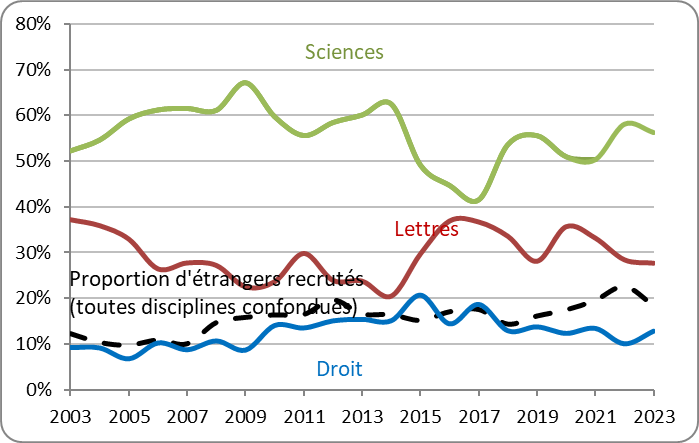 80%
70%
60%
50%
40%
30%
20%
10%
0%
Sciences
Lettres
Proportion d'étrangers recrutés
(toutes disciplines confondues)
Droit
2003 2005 2007 2009 2011 2013 2015 2017 2019 2021 2023